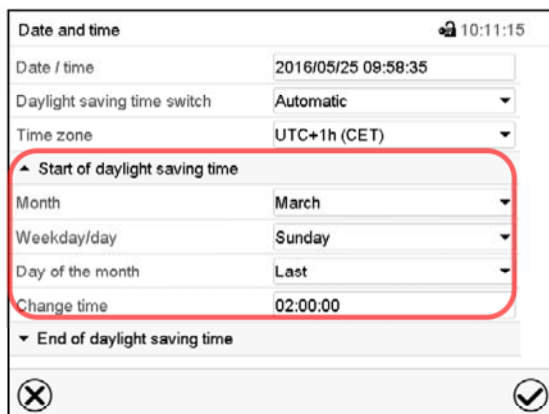 Date and time 10:11:15
Date / time 2016/05/25 09:58:35
Daylight saving time switch Automatic
Time zone UTC+1h (CET)
Start of daylight saving time
Month March
Weekday/day Sunday
Day of the month Last
Change time 02:00:00
End of daylight saving time